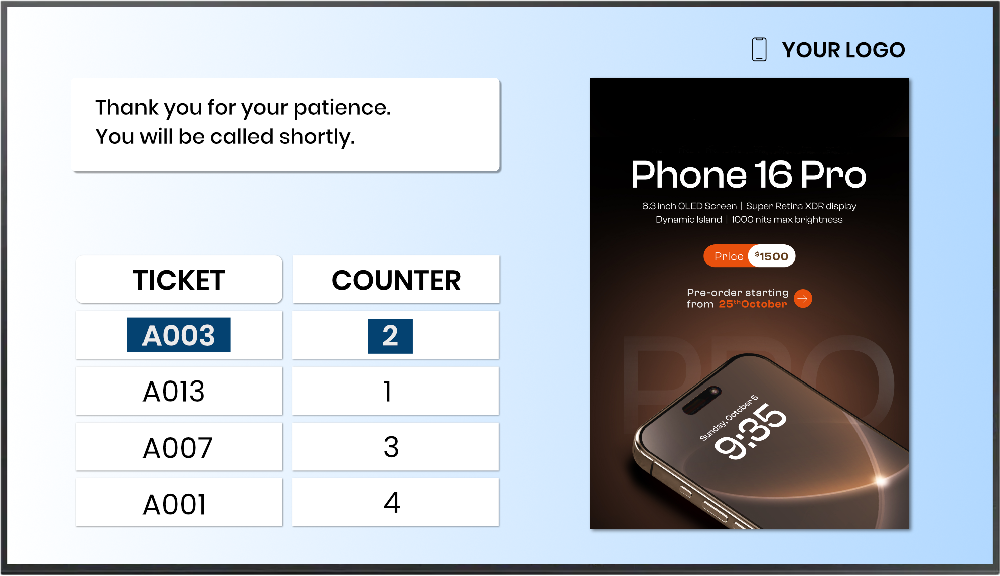 YOUR LOGO
Thank you for your patience.
You will be called shortly.
TICKET COUNTER
A003 2
A013 1
A007 3
A001 4
Phone 16 Pro
6.3 inch OLED Screen | Super Retina XDR display
Dynamic Island | 1000 nits max brightness
Price $1500
Pre-order starting
from 25thOctober
PRO
Sunday, October 5
9:35